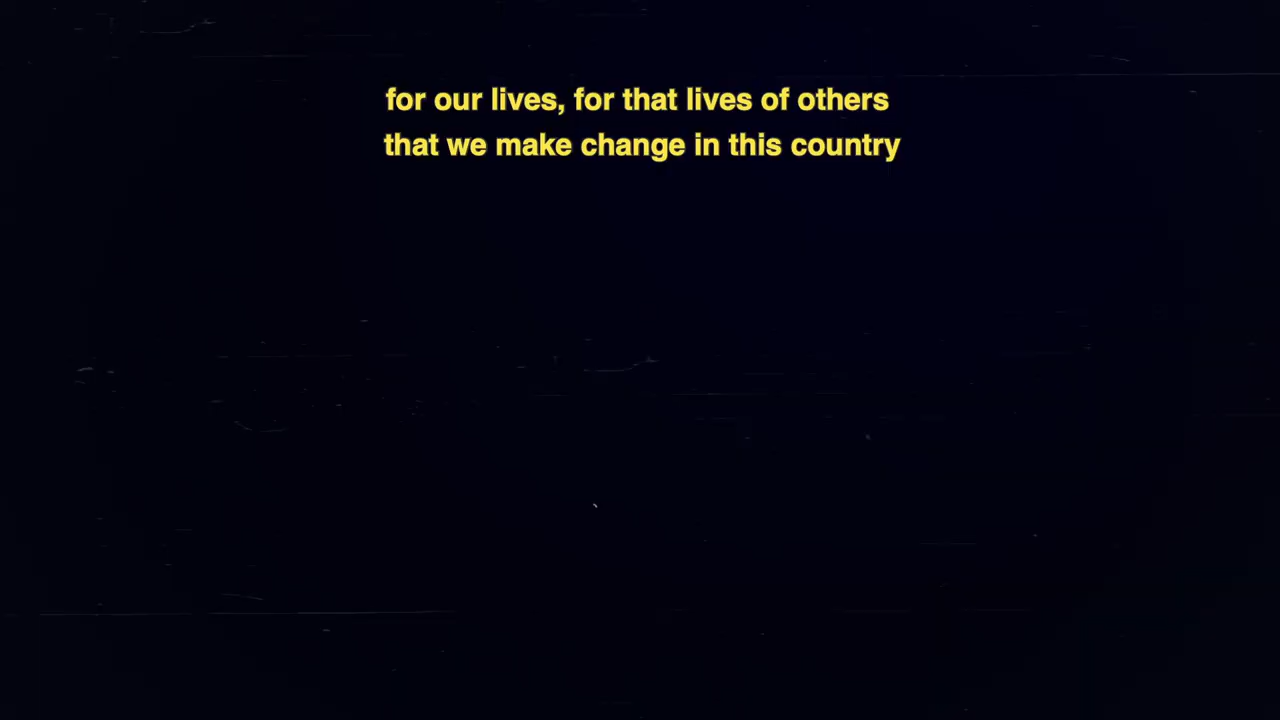 for our lives, for that lives of others
that we make change in this country